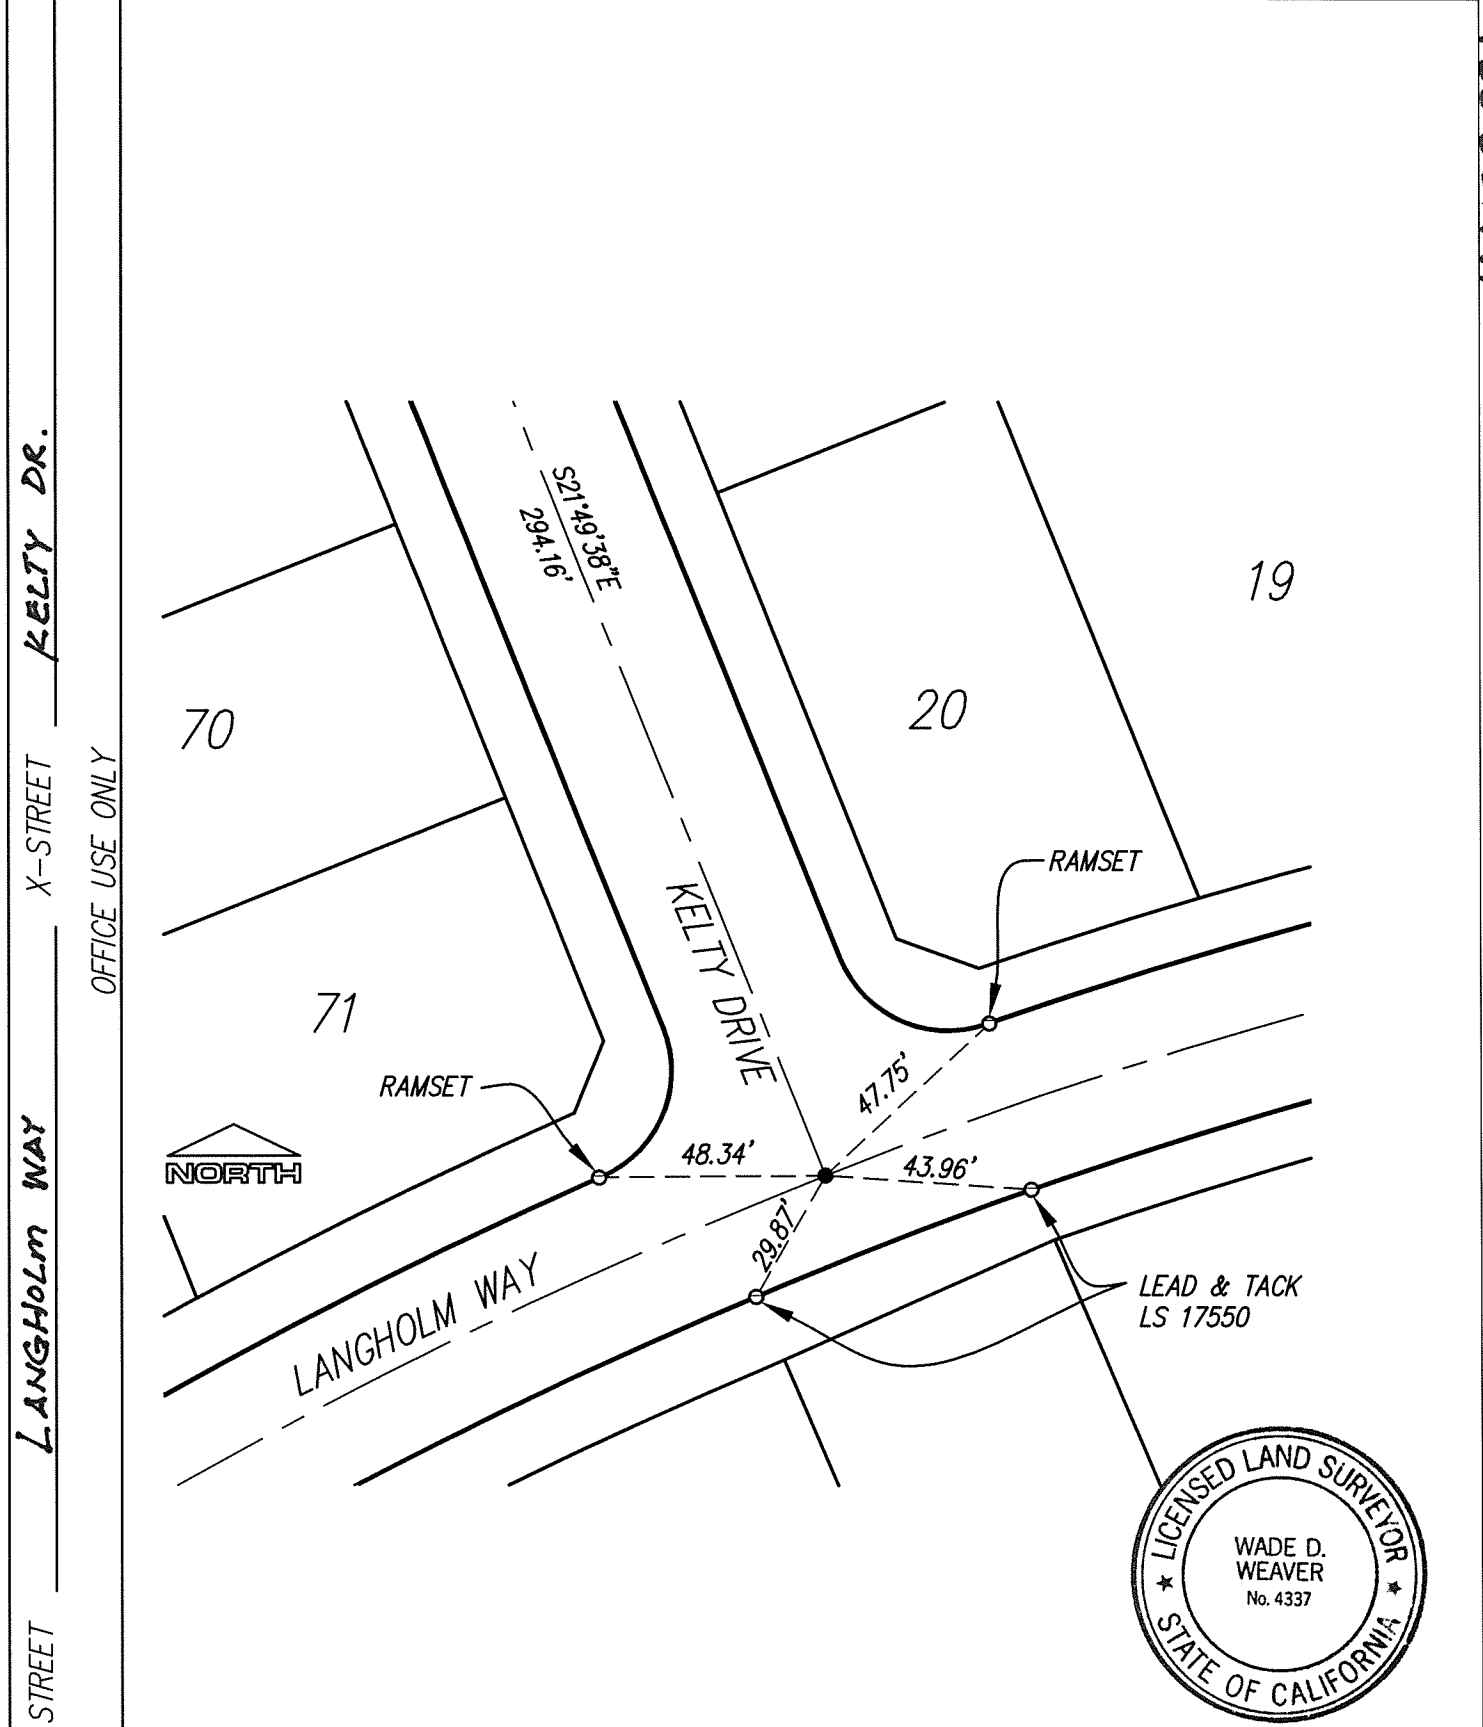 STREET LANGHOLM WAY X-STREET KELTY DR.
OFFICE USE ONLY
S21°49'38"E
294.16'
19
20
70
RAMSET
KELTY DRIVE
71
RAMSET
47.75'
48.34'
43.96'
NORTH
29.87'
LANGHOLM WAY
LEAD & TACK
LS 17550
LICENSED LAND SURVEYOR
WADE D.
WEAVER
No. 4337
STATE OF CALIFORNIA